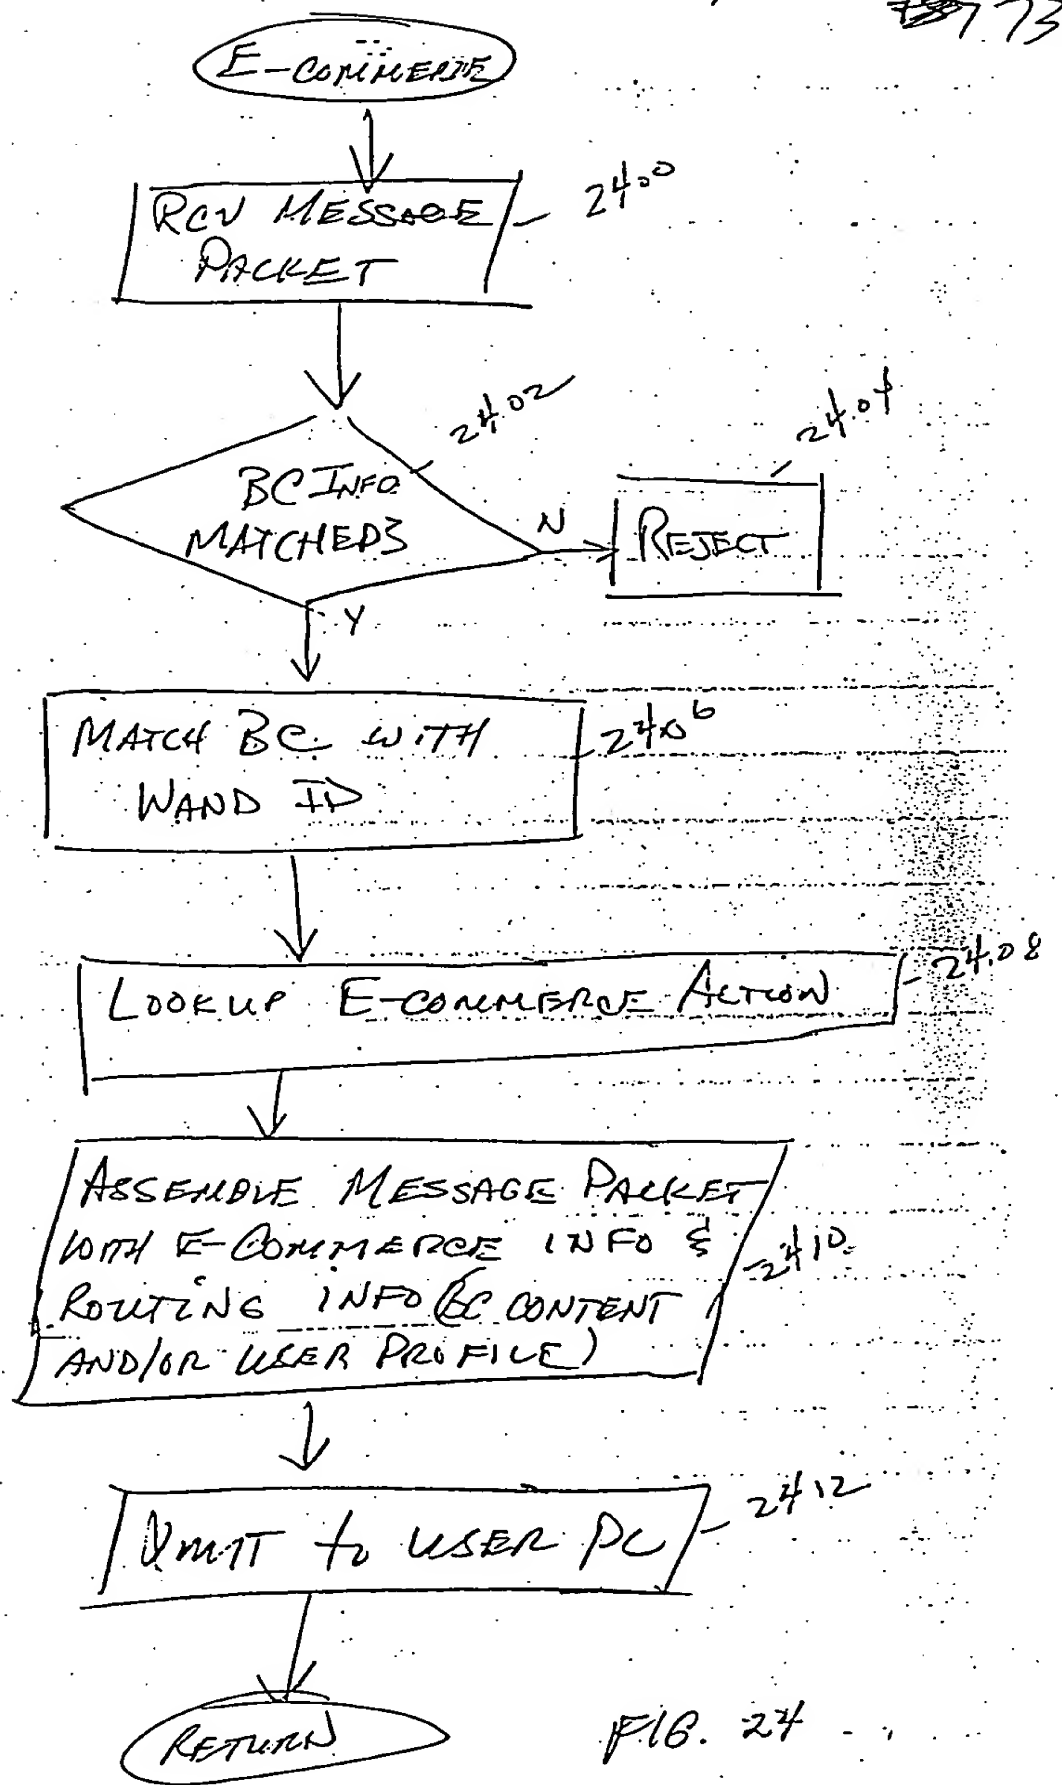 E-COMMERCE
RCV MESSAGE
PACKET
2400
2402
BC INFO
MATCHED?
N
2404
REJECT
Y
MATCH BC WITH
WAND ID
2406
LOOKUP E-COMMERCE ACTION
2408
ASSEMBLE MESSAGE PACKET
WITH E-COMMERCE INFO &
ROUTING INFO (BC CONTENT
AND/OR USER PROFILE)
2410
XMIT to USER PC
2412
RETURN
FIG. 24